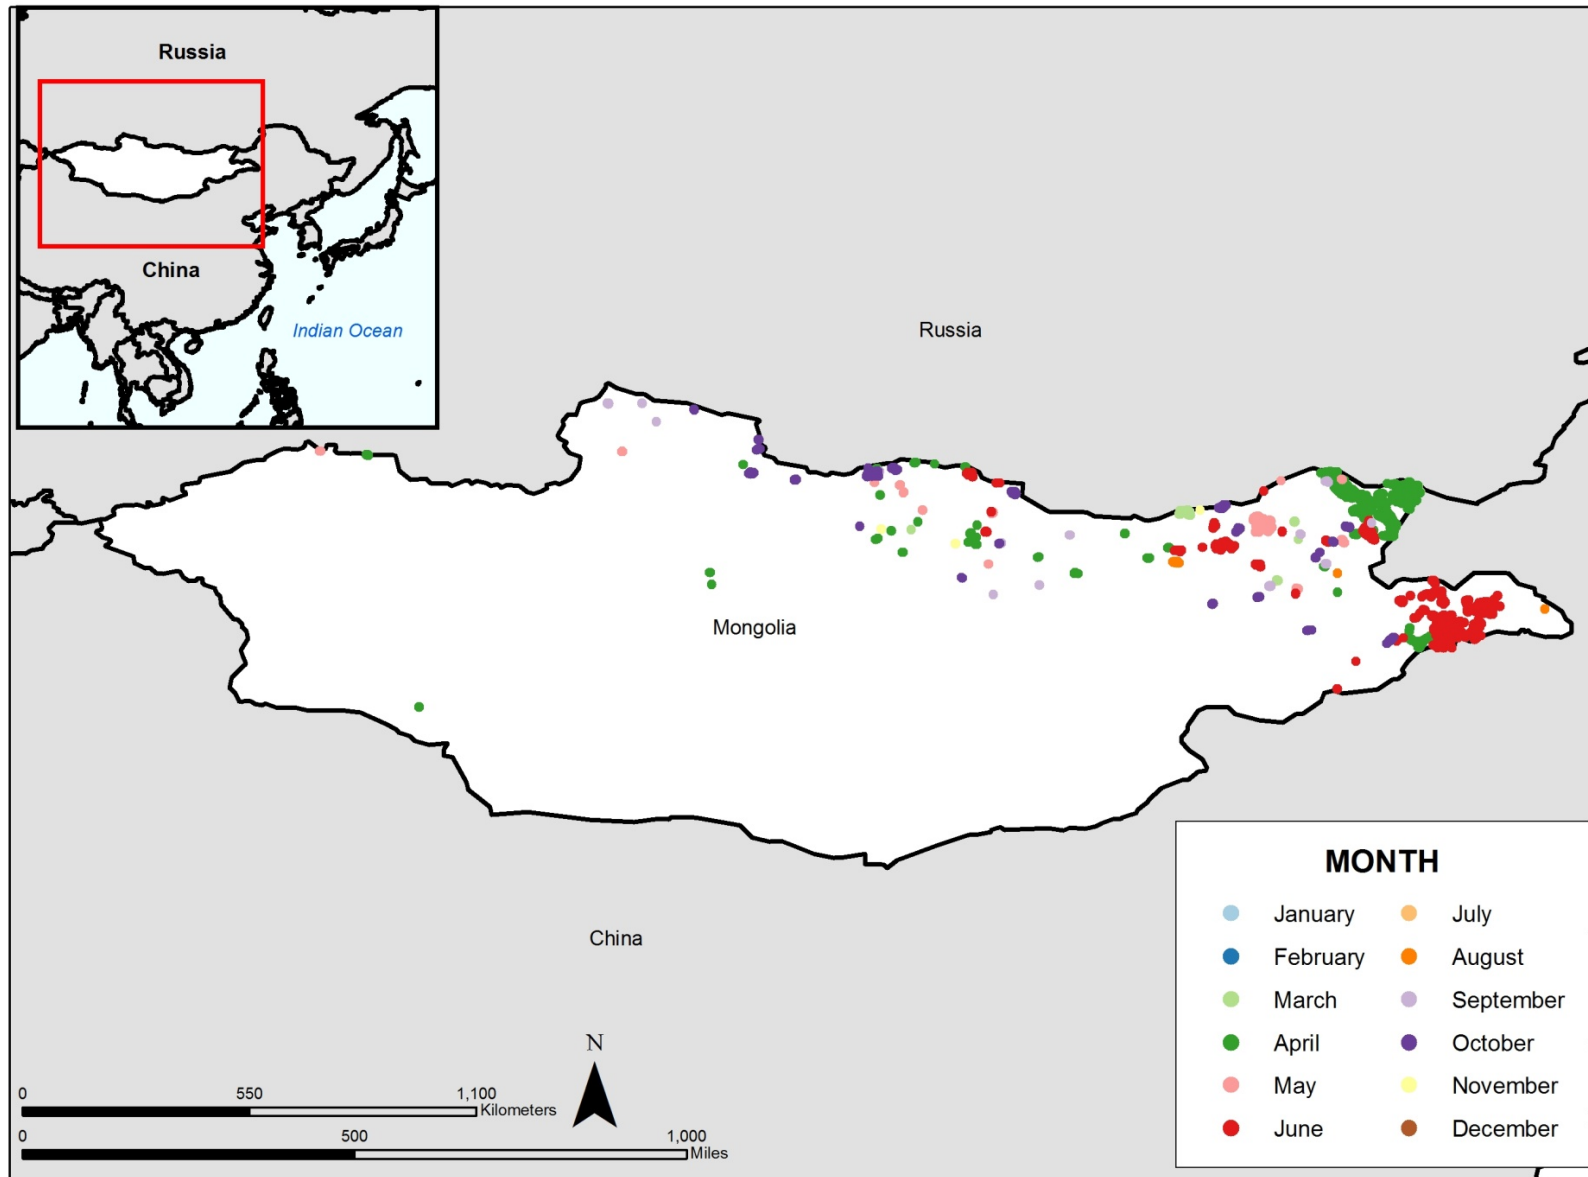 Russia
China
Indian Ocean
Russia
Mongolia
China
MONTH
January
July
February
August
March
September
April
October
May
November
June
December
N
0 550 1,100
Kilometers
0 500 1,000
Miles